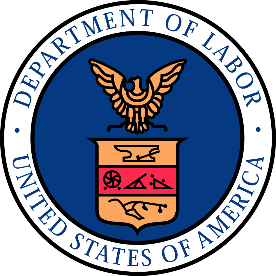 DEPARTMENT OF LABOR
UNITED STATES OF AMERICA